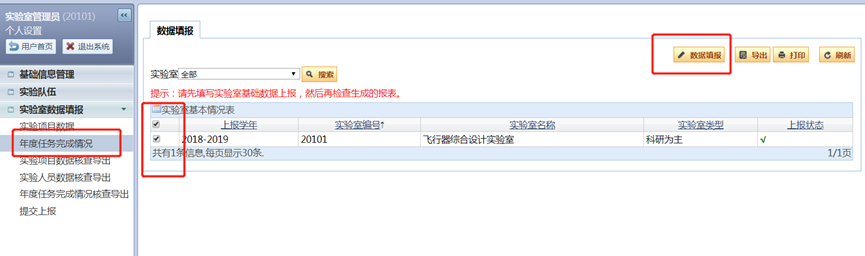 实验室管理员 (20101)
个人设置
用户首页 退出系统
基础信息管理
实验队伍
实验室数据填报
实验项目数据
年度任务完成情况
实验项目数据核查导出
实验人员数据核查导出
年度任务完成情况核查导出
提交上报
数据填报
数据填报 导出 打印 刷新
实验室 全部 搜索
提示：请先填写实验室基础数据上报，然后再检查生成的报表。
实验室基本情况表
上报学年 实验室编号↑ 实验室名称 实验室类型 上报状态
2018-2019 20101 飞行器综合设计实验室 科研为主 √
共有1条信息,每页显示30条. 1/1页